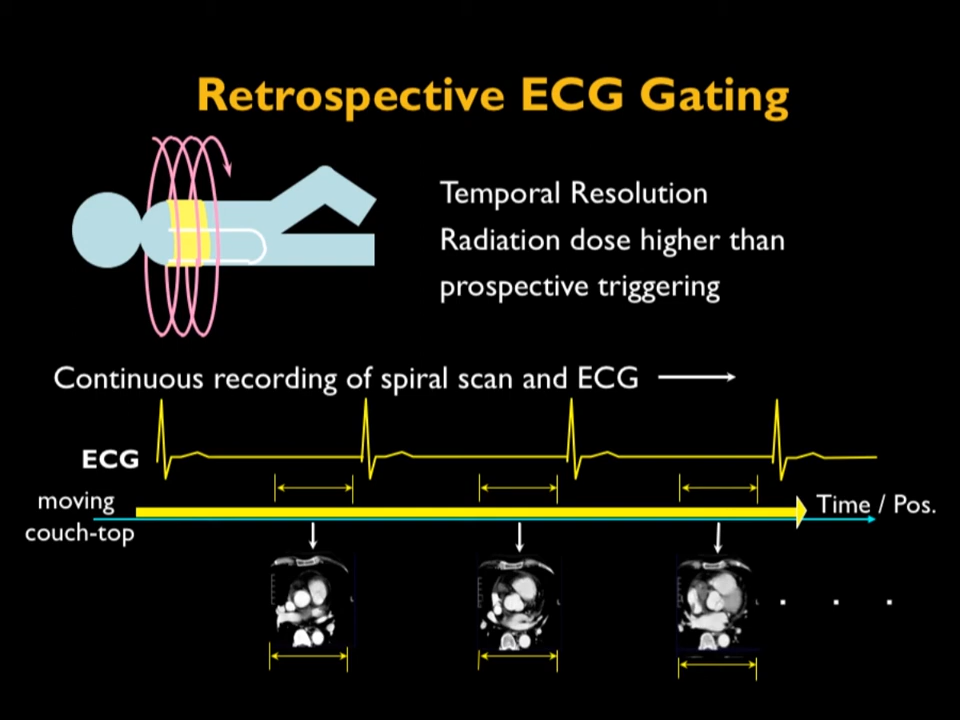 Retrospective ECG Gating
Temporal Resolution
Radiation dose higher than
prospective triggering
Continuous recording of spiral scan and ECG
ECG
moving
couch-top
Time / Pos.
. . .